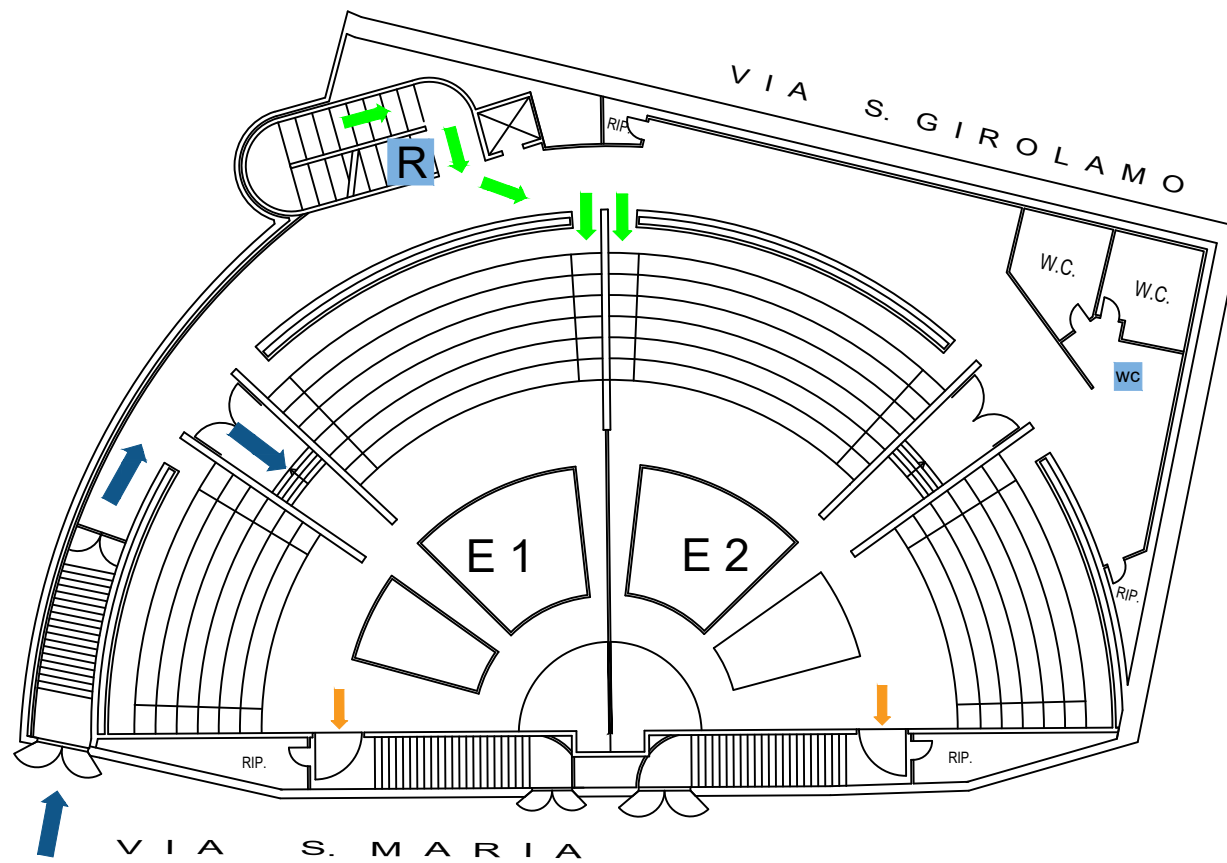 VIA S. GIROLAMO
RIP.
R
W.C.
W.C.
WC
E 1
E 2
RIP.
RIP.
RIP.
VIA S. MARIA